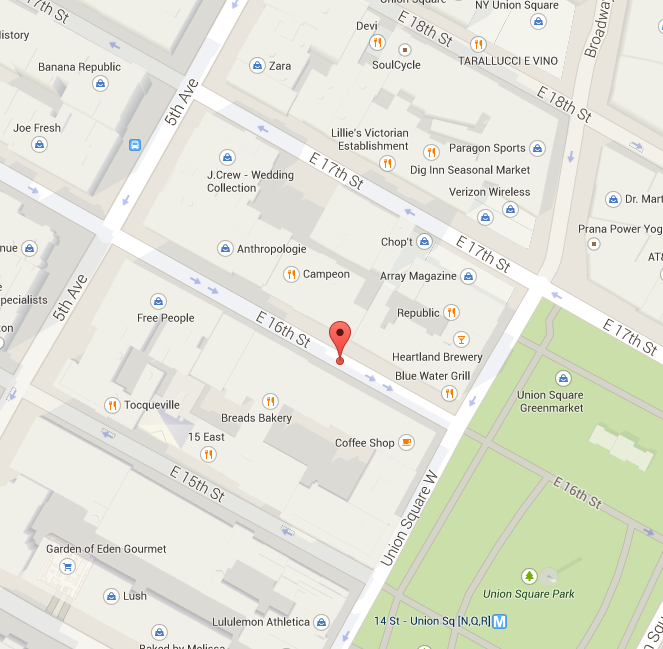 Union Square
NY Union Square
17th St
E 18th St
Devi
Broadway
History
SoulCycle
TARALLUCCI E VINO
Banana Republic
Zara
5th Ave
E 18th St
Joe Fresh
Lillie's Victorian
Establishment
Paragon Sports
E 17th St
Dig Inn Seasonal Market
J.Crew - Wedding
Collection
Verizon Wireless
Dr. Mart
Prana Power Yog
Chop't
E 17th St
nue
Anthropologie
AT&
Campeon
Array Magazine
5th Ave
pecialists
Free People
Republic
E 16th St
E 17th St
ton
Heartland Brewery
Blue Water Grill
Union Square
Greenmarket
Tocqueville
Breads Bakery
15 East
Coffee Shop
E 15th St
E 16th St
Union Square W
Garden of Eden Gourmet
Union Square Park
Lush
Lululemon Athletica
14 St - Union Sq [N,Q,R]
M
Baked by Melissa